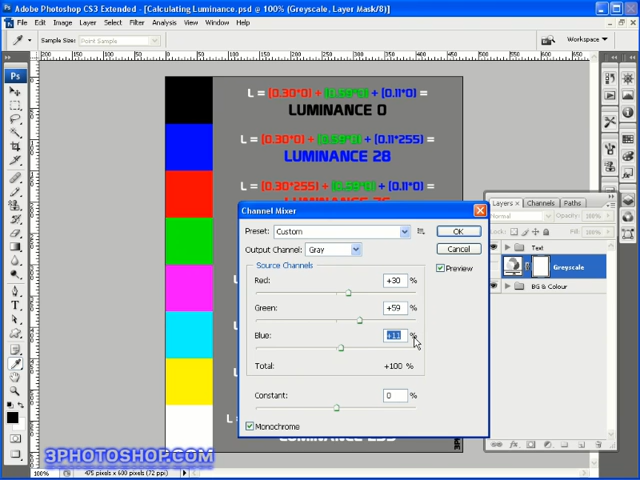 Adobe Photoshop CS3 Extended - [Calculating Luminance.psd @ 100% (Greyscale, Layer Mask/8)]
File Edit Image Layer Select Filter Analysis View Window Help
Sample Size: Point Sample
Workspace
Ps
L = (0.30*0) + (0.59*0) + (0.11*0) =
LUMINANCE 0
L = (0.30*0) + (0.59*0) + (0.11*255) =
LUMINANCE 28
L = (0.30*255) + (0.59*0) + (0.11*0) =
Channel Mixer
Preset: Custom
OK
Output Channel: Gray
Cancel
Source Channels
Preview
Red: +30 %
Green: +59 %
Blue: +11 %
Total: +100 %
Constant: 0 %
Monochrome
Layers Channels Paths
Normal
Opacity: 100%
Lock:
Fill: 100%
Text
Greyscale
BG & Colour
3PHOTOSHOP.COM
100% 475 pixels x 600 pixels (72 ppi)